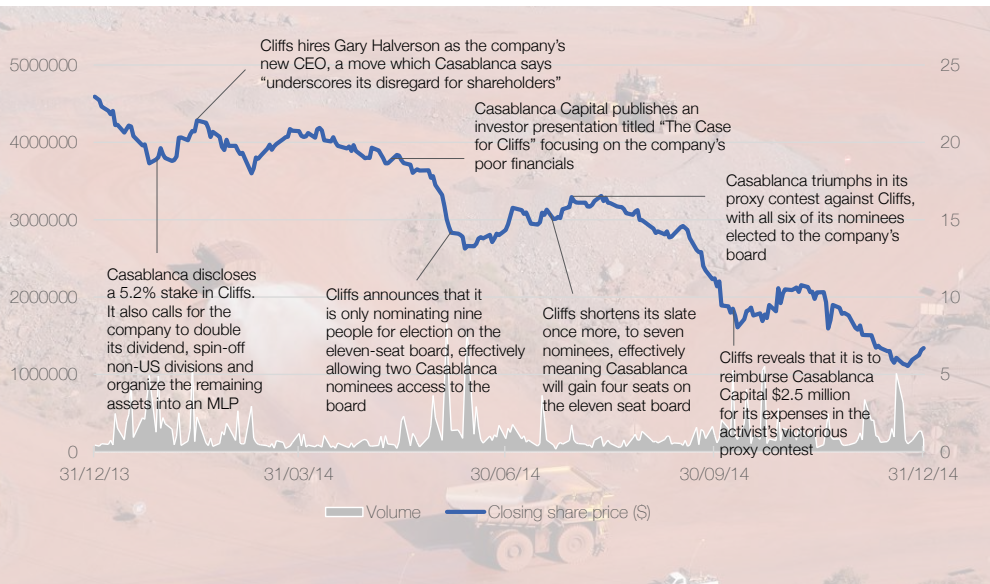 Cliffs hires Gary Halverson as the company's
new CEO, a move which Casablanca says
"underscores its disregard for shareholders"
5000000
25
Casablanca Capital publishes an
investor presentation titled "The Case
for Cliffs" focusing on the company's
poor financials
4000000
20
Casablanca triumphs in its
proxy contest against Cliffs,
with all six of its nominees
elected to the company's
board
3000000
15
Casablanca discloses
a 5.2% stake in Cliffs.
It also calls for the
company to double
its dividend, spin-off
non-US divisions and
organize the remaining
assets into an MLP
Cliffs announces that it
is only nominating nine
people for election on the
eleven-seat board, effectively
allowing two Casablanca
nominees access to the
board
Cliffs shortens its slate
once more, to seven
nominees, effectively
meaning Casablanca
will gain four seats on
the eleven seat board
Cliffs reveals that it is to
reimburse Casablanca
Capital $2.5 million
for its expenses in the
activist's victorious
proxy contest
2000000
10
1000000
5
0
0
31/12/13
31/03/14
30/06/14
30/09/14
31/12/14
Volume
Closing share price ($)